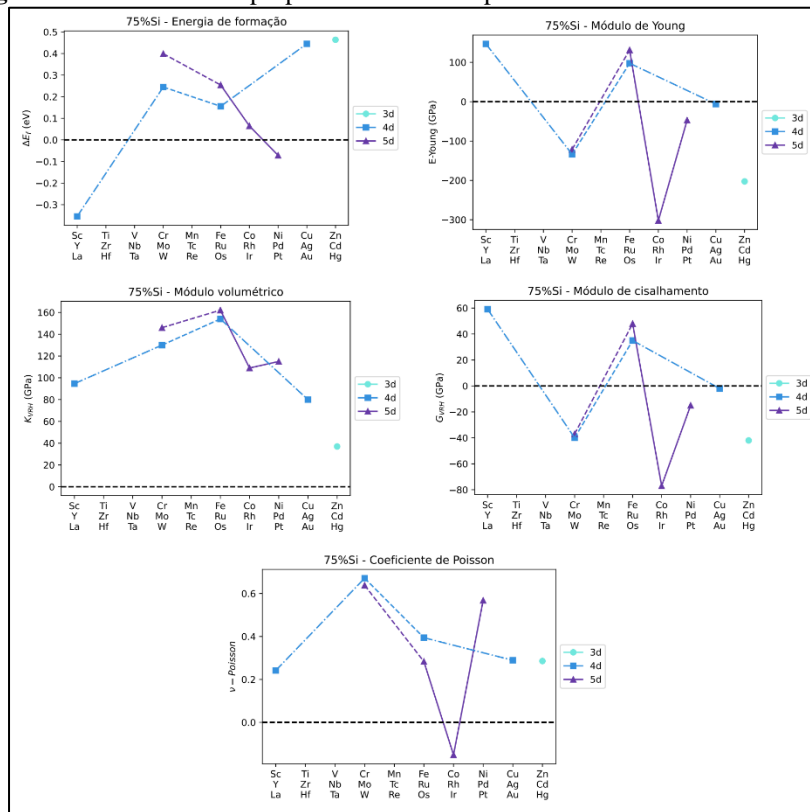 75%Si - Energia de formação
ΔE_f (eV)
0.5
0.4
0.3
0.2
0.1
0.0
−0.1
−0.2
−0.3
Sc Ti V Cr Mn Fe Co Ni Cu Zn
Y Zr Nb Mo Tc Ru Rh Pd Ag Cd
La Hf Ta W Re Os Ir Pt Au Hg
3d
4d
5d
75%Si - Módulo de Young
E-Young (GPa)
100
0
−100
−200
−300
Sc Ti V Cr Mn Fe Co Ni Cu Zn
Y Zr Nb Mo Tc Ru Rh Pd Ag Cd
La Hf Ta W Re Os Ir Pt Au Hg
3d
4d
5d
75%Si - Módulo volumétrico
K_VRH (GPa)
160
140
120
100
80
60
40
20
0
Sc Ti V Cr Mn Fe Co Ni Cu Zn
Y Zr Nb Mo Tc Ru Rh Pd Ag Cd
La Hf Ta W Re Os Ir Pt Au Hg
3d
4d
5d
75%Si - Módulo de cisalhamento
G_VRH (GPa)
60
40
20
0
−20
−40
−60
−80
Sc Ti V Cr Mn Fe Co Ni Cu Zn
Y Zr Nb Mo Tc Ru Rh Pd Ag Cd
La Hf Ta W Re Os Ir Pt Au Hg
3d
4d
5d
75%Si - Coeficiente de Poisson
ν − Poisson
0.6
0.4
0.2
0.0
Sc Ti V Cr Mn Fe Co Ni Cu Zn
Y Zr Nb Mo Tc Ru Rh Pd Ag Cd
La Hf Ta W Re Os Ir Pt Au Hg
3d
4d
5d